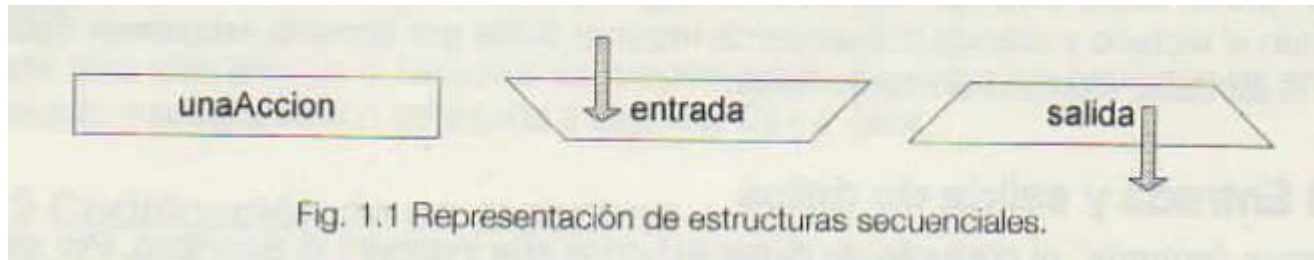 unaAccion
entrada
salida
Fig. 1.1 Representación de estructuras secuenciales.